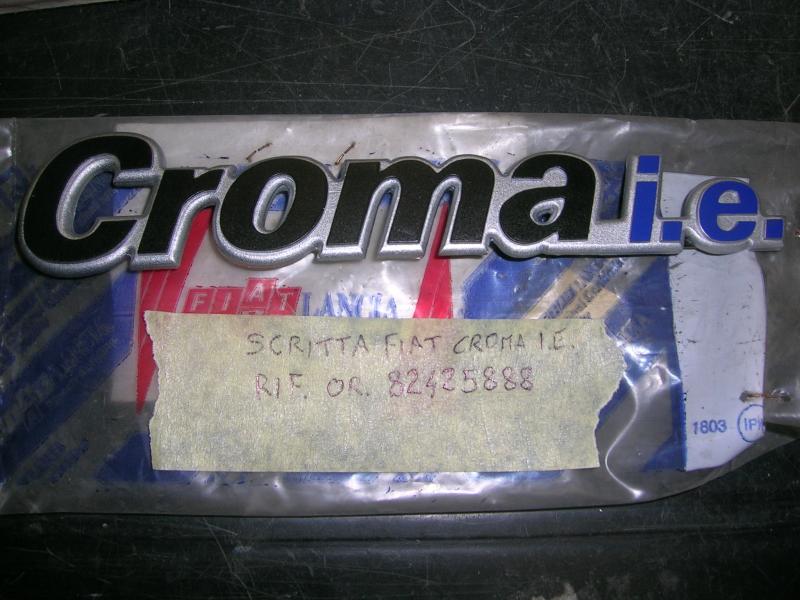 Croma i.e.
FIAT LANCIA
SCRITTA FIAT CROMA I.E.
RIF. OR. 82425888
1803